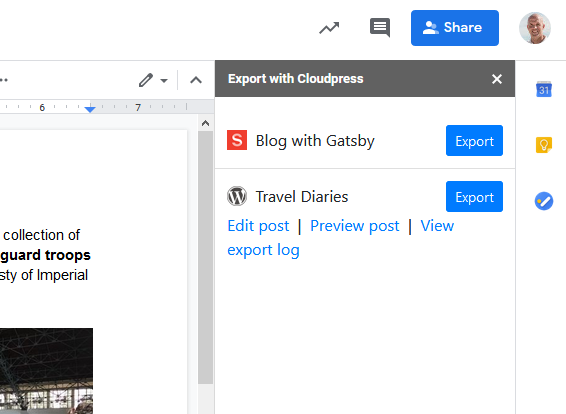 Share
Export with Cloudpress
31
6 7
S Blog with Gatsby Export
Travel Diaries Export
Edit post | Preview post | View
export log
collection of
guard troops
sty of Imperial